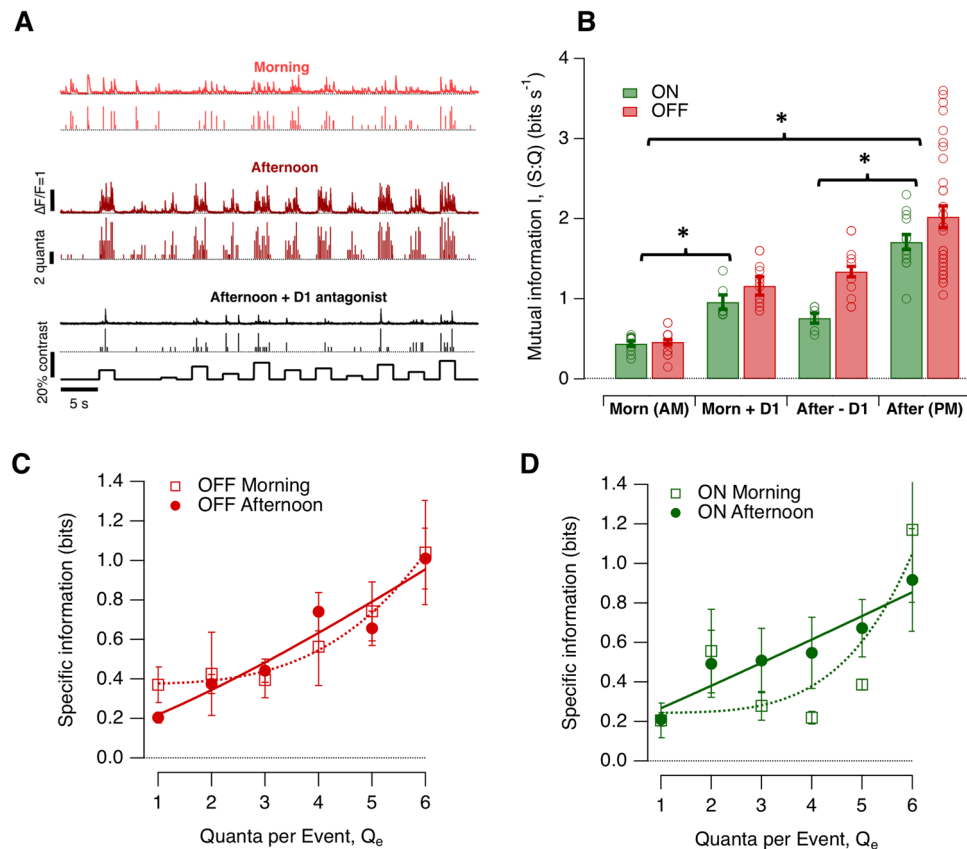 A
Morning
Afternoon
ΔF/F=1
2 quanta
Afternoon + D1 antagonist
20% contrast
5 s
B
Mutual information I, (S:Q) (bits s⁻¹)
4
3
2
1
0
ON
OFF
*
*
*
Morn (AM)
Morn + D1
After - D1
After (PM)
C
Specific information (bits)
1.4
1.2
1.0
0.8
0.6
0.4
0.2
0.0
OFF Morning
OFF Afternoon
1 2 3 4 5 6
Quanta per Event, Qₑ
D
Specific information (bits)
1.4
1.2
1.0
0.8
0.6
0.4
0.2
0.0
ON Morning
ON Afternoon
1 2 3 4 5 6
Quanta per Event, Qₑ